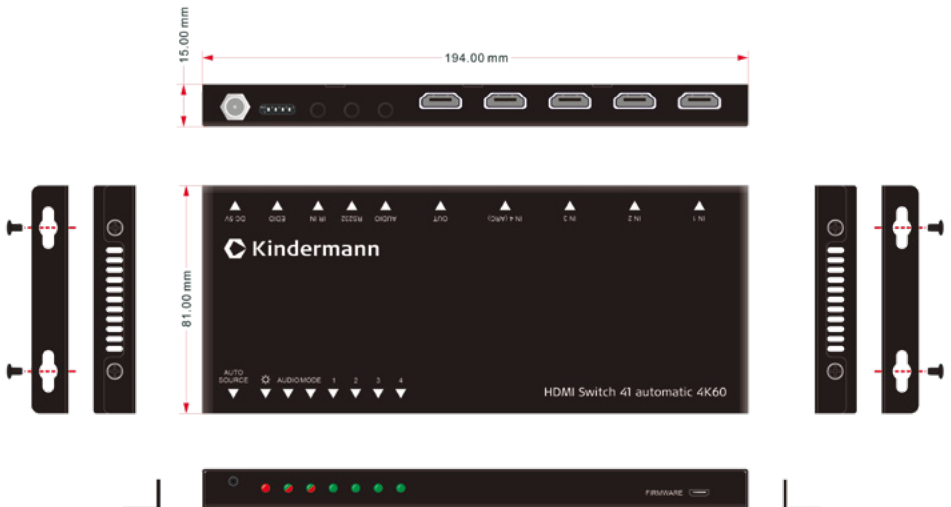 15.00 mm
194.00 mm
81.00 mm
DC 5V
EDID
IR IN
RS232
AUDIO
OUT
IN 4 (ARC)
IN 3
IN 2
IN 1
Kindermann
AUTO
SOURCE
AUDIO MODE 1 2 3 4
HDMI Switch 41 automatic 4K60
FIRMWARE